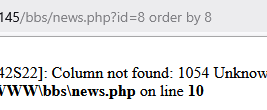 145/bbs/news.php?id=8 order by 8
42S22]: Column not found: 1054 Unknow
WWW\bbs\news.php on line 10